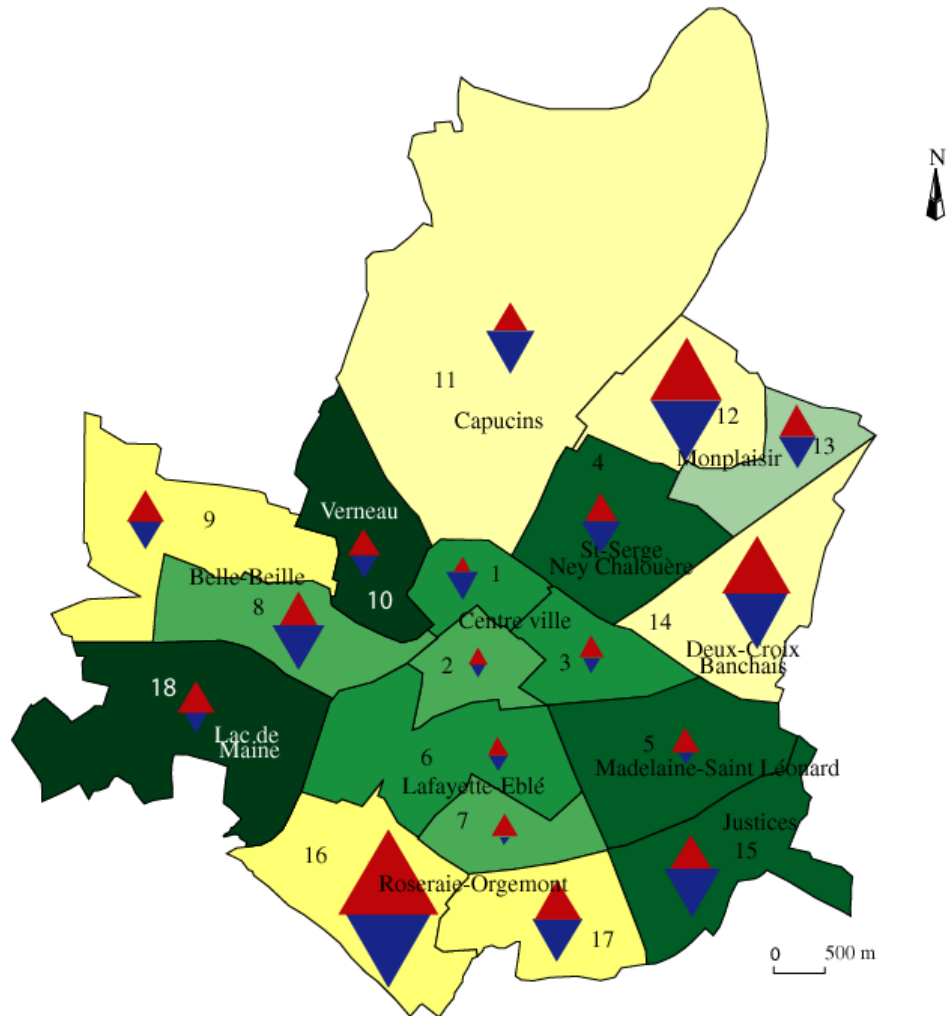 N
11
Capucins
12
Monplaisir
13
4
9
Verneau
St-Serge
Ney Chalouère
Belle-Beille
8
10
1
Centre ville
14
2
3
Deux-Croix
Banchais
18
Lac de
Maine
6
5
Madelaine-Saint Léonard
Lafayette-Eblé
7
Justices
15
16
Roseraie-Orgemont
17
0 500 m